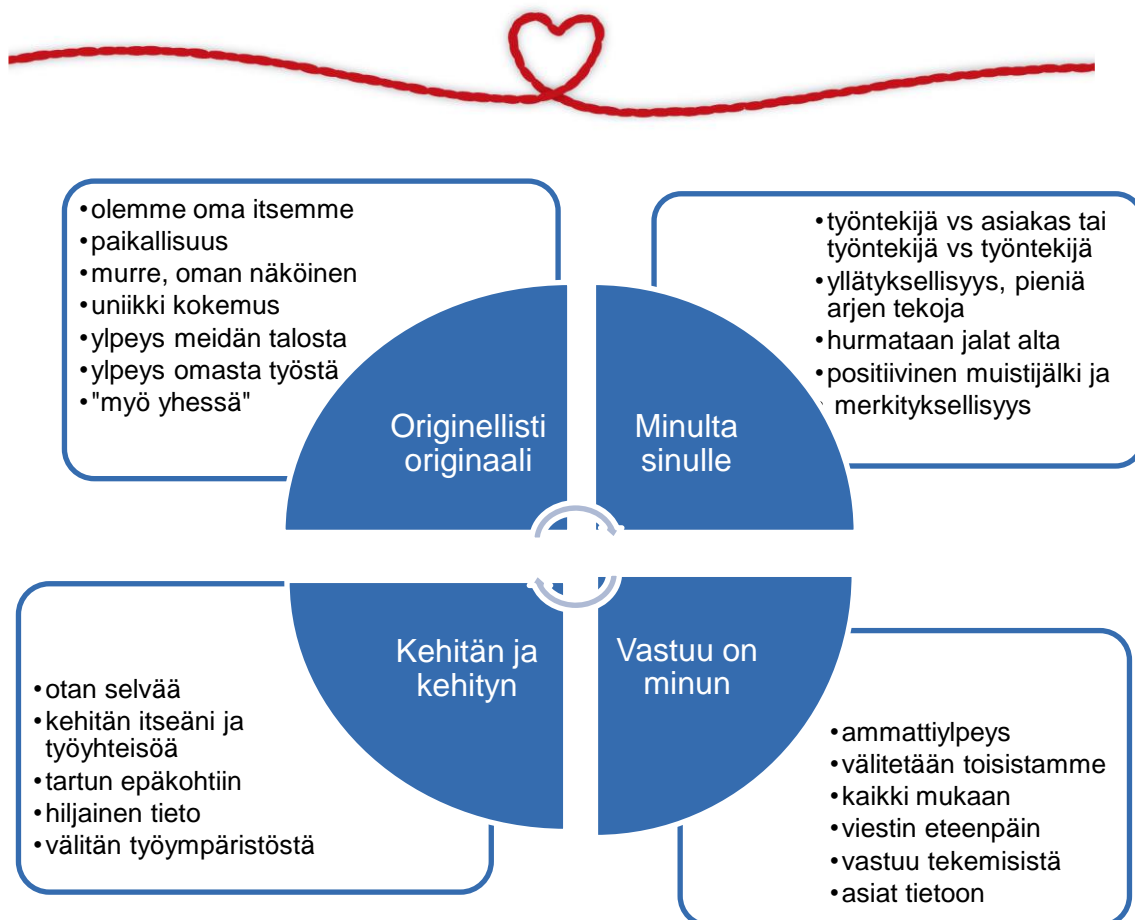 •olemme oma itsemme
•paikallisuus
•murre, oman näköinen
•uniikki kokemus
•ylpeys meidän talosta
•ylpeys omasta työstä
•"myö yhessä"
•työntekijä vs asiakas tai
työntekijä vs työntekijä
•yllätyksellisyys, pieniä
arjen tekoja
•hurmataan jalat alta
•positiivinen muistijälki ja
merkityksellisyys
Originellisti
originaali
Minulta
sinulle
Kehitän ja
kehityn
Vastuu on
minun
•otan selvää
•kehitän itseäni ja
työyhteisöä
•tartun epäkohtiin
•hiljainen tieto
•välitän työympäristöstä
•ammattiylpeys
•välitetään toisistamme
•kaikki mukaan
•viestin eteenpäin
•vastuu tekemisistä
•asiat tietoon